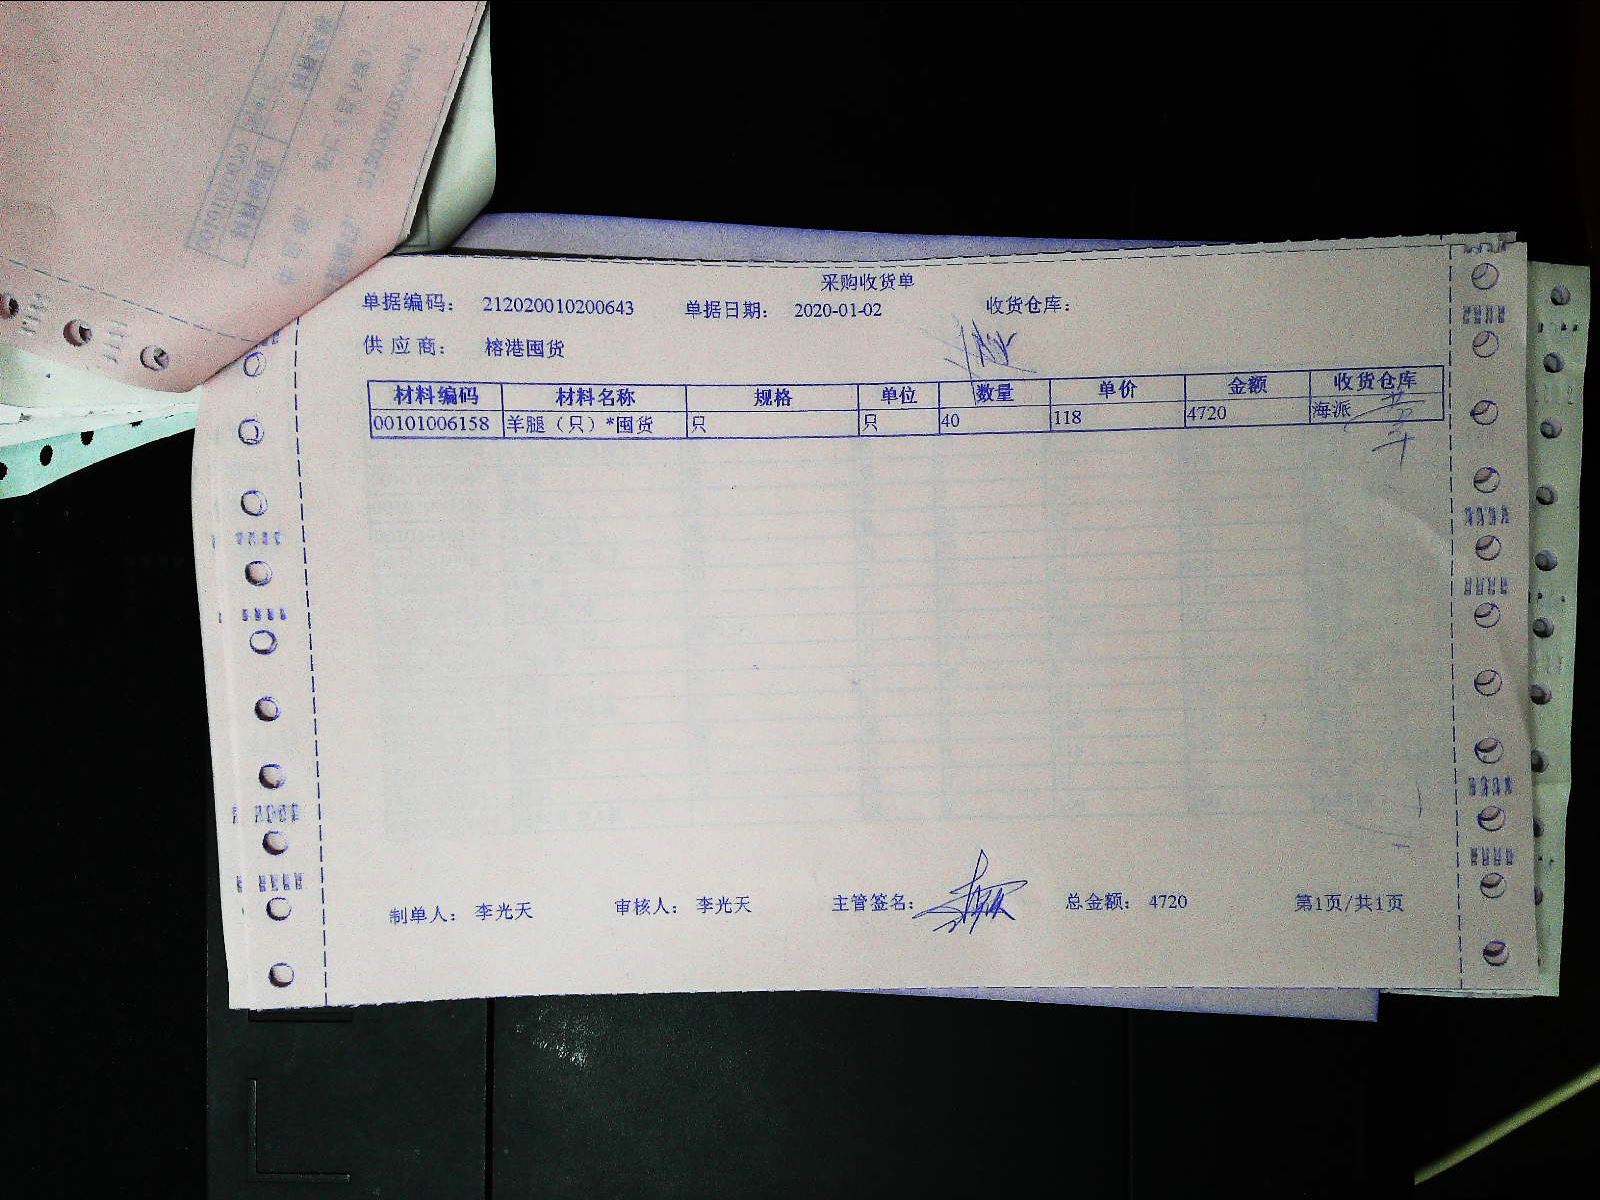 采购收货单
单据编码： 212020010200643 单据日期： 2020-01-02 收货仓库：
供 应 商： 榕港囤货
材料编码 材料名称 规格 单位 数量 单价 金额 收货仓库
00101006158 羊腿（只）*囤货 只 只 40 118 4720 海派
制单人： 李光天 审核人： 李光天 主管签名： 总金额： 4720 第1页/共1页